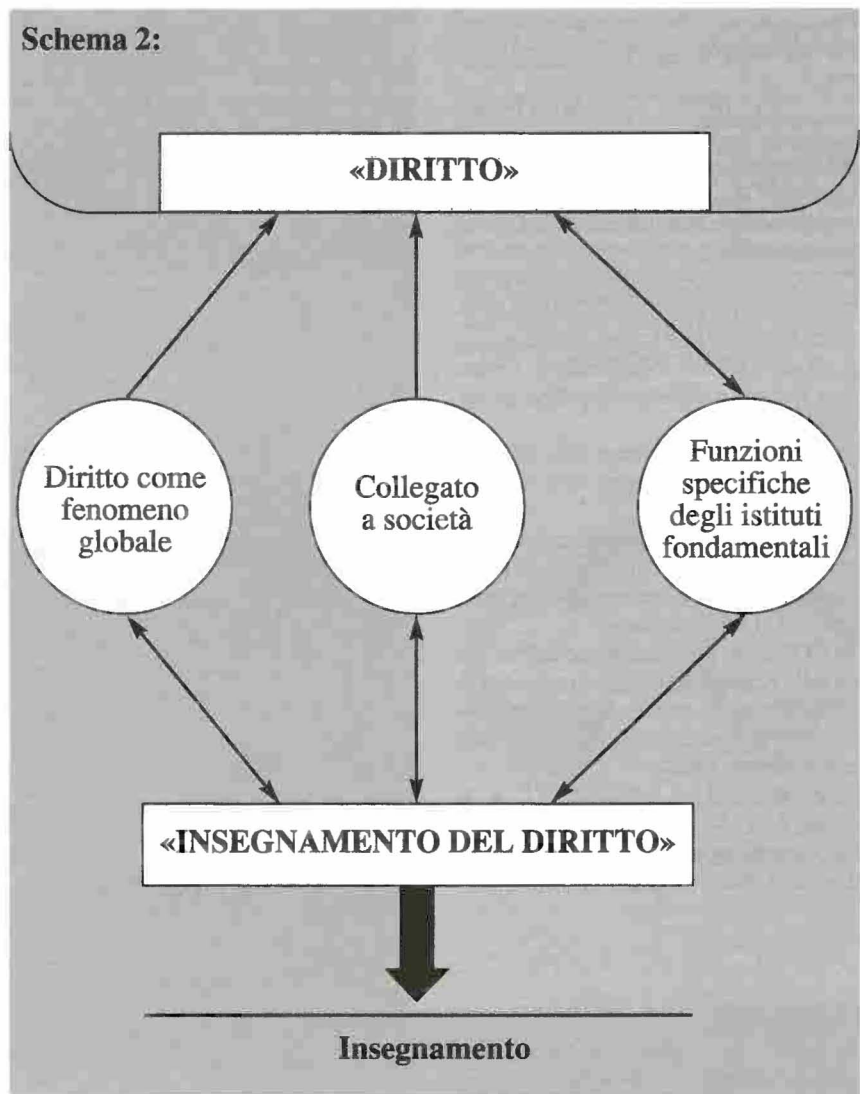 Schema 2:
«DIRITTO»
Diritto come
fenomeno
globale
Collegato
a società
Funzioni
specifiche
degli istituti
fondamentali
«INSEGNAMENTO DEL DIRITTO»
Insegnamento